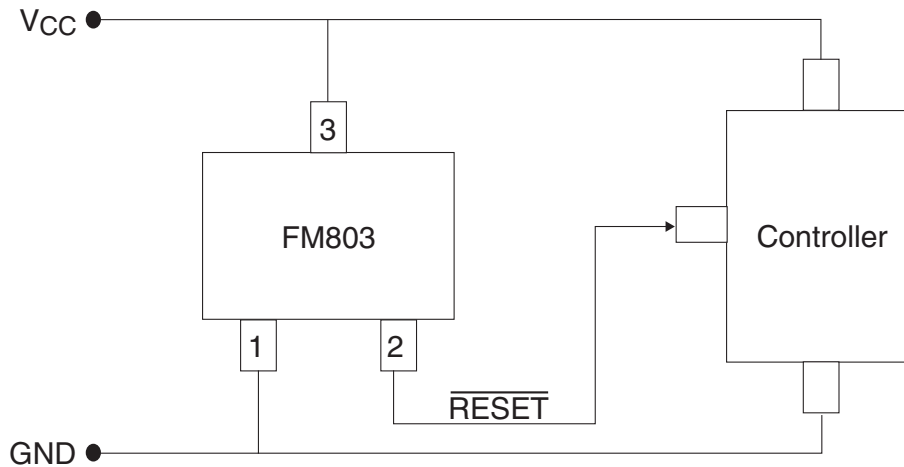 VCC
3
FM803
Controller
1
2
RESET
GND